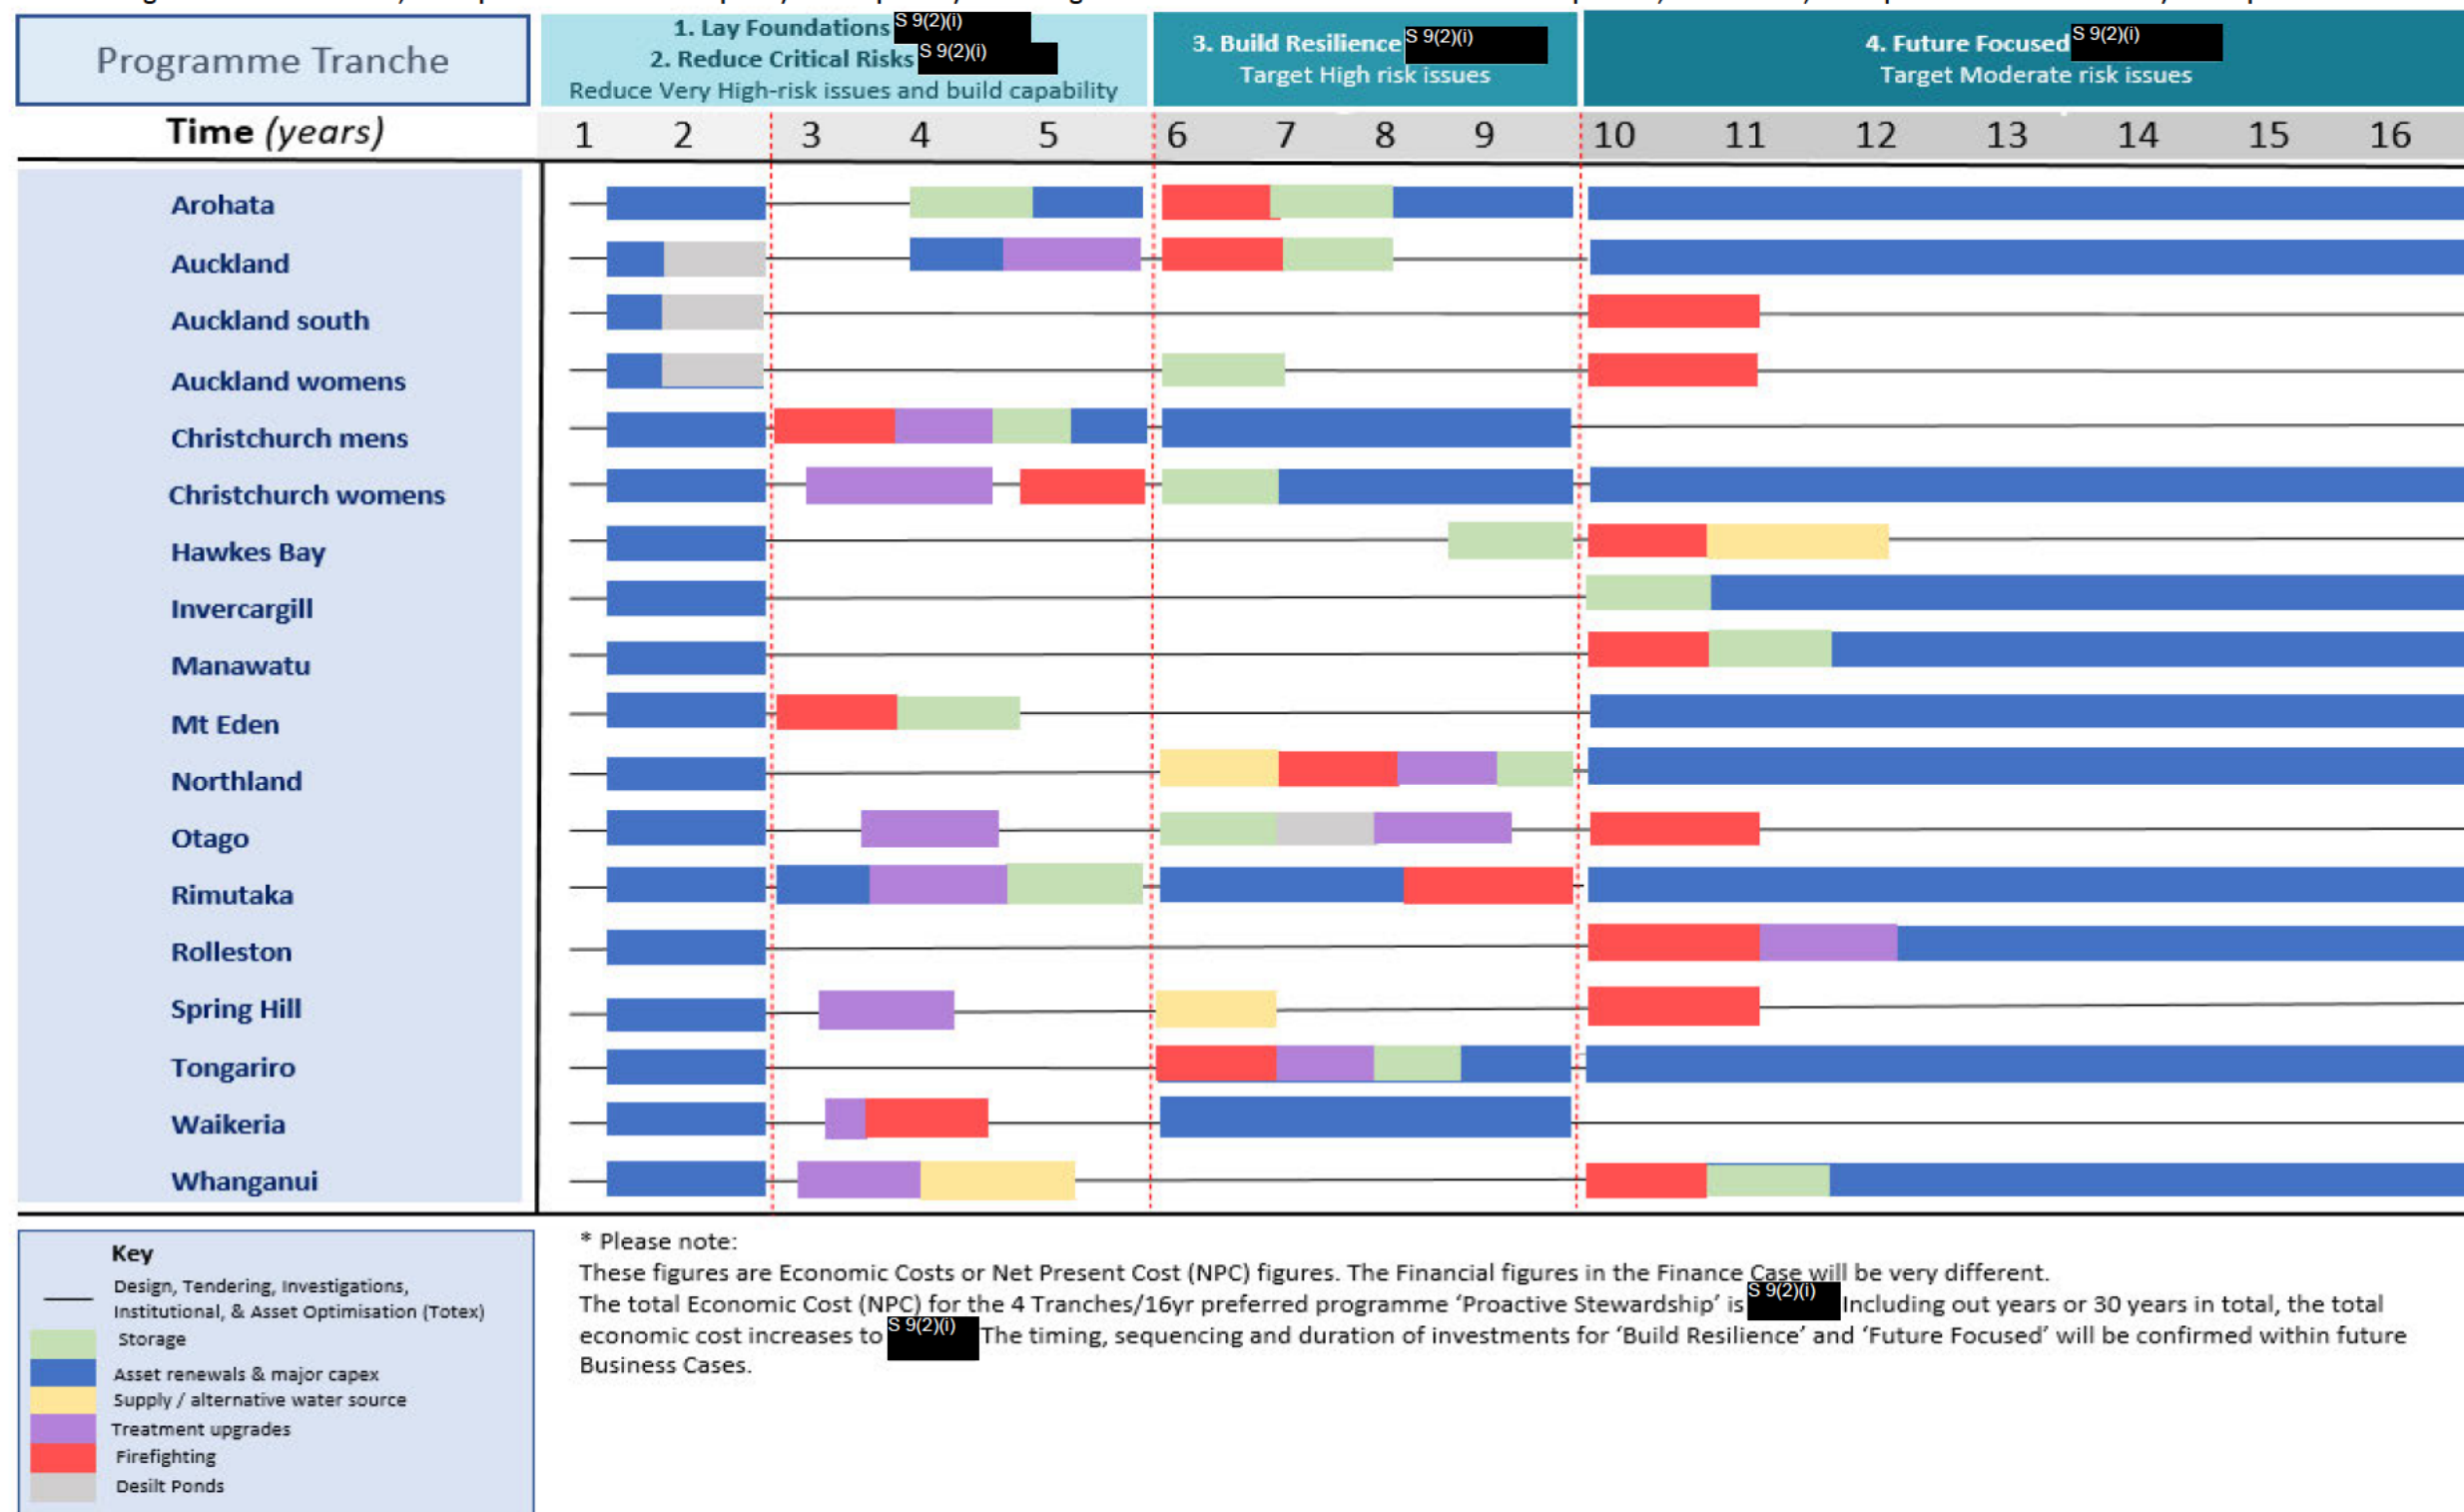 Programme Tranche
1. Lay Foundations S 9(2)(i)
2. Reduce Critical Risks S 9(2)(i)
Reduce Very High-risk issues and build capability
3. Build Resilience S 9(2)(i)
Target High risk issues
4. Future Focused S 9(2)(i)
Target Moderate risk issues
Time (years) 1 2 3 4 5 6 7 8 9 10 11 12 13 14 15 16
Arohata
Auckland
Auckland south
Auckland womens
Christchurch mens
Christchurch womens
Hawkes Bay
Invercargill
Manawatu
Mt Eden
Northland
Otago
Rimutaka
Rolleston
Spring Hill
Tongariro
Waikeria
Whanganui
Key
Design, Tendering, Investigations,
Institutional, & Asset Optimisation (Totex)
Storage
Asset renewals & major capex
Supply / alternative water source
Treatment upgrades
Firefighting
Desilt Ponds
* Please note:
These figures are Economic Costs or Net Present Cost (NPC) figures. The Financial figures in the Finance Case will be very different.
The total Economic Cost (NPC) for the 4 Tranches/16yr preferred programme ‘Proactive Stewardship’ is S 9(2)(i) Including out years or 30 years in total, the total
economic cost increases to S 9(2)(i) The timing, sequencing and duration of investments for ‘Build Resilience’ and ‘Future Focused’ will be confirmed within future
Business Cases.